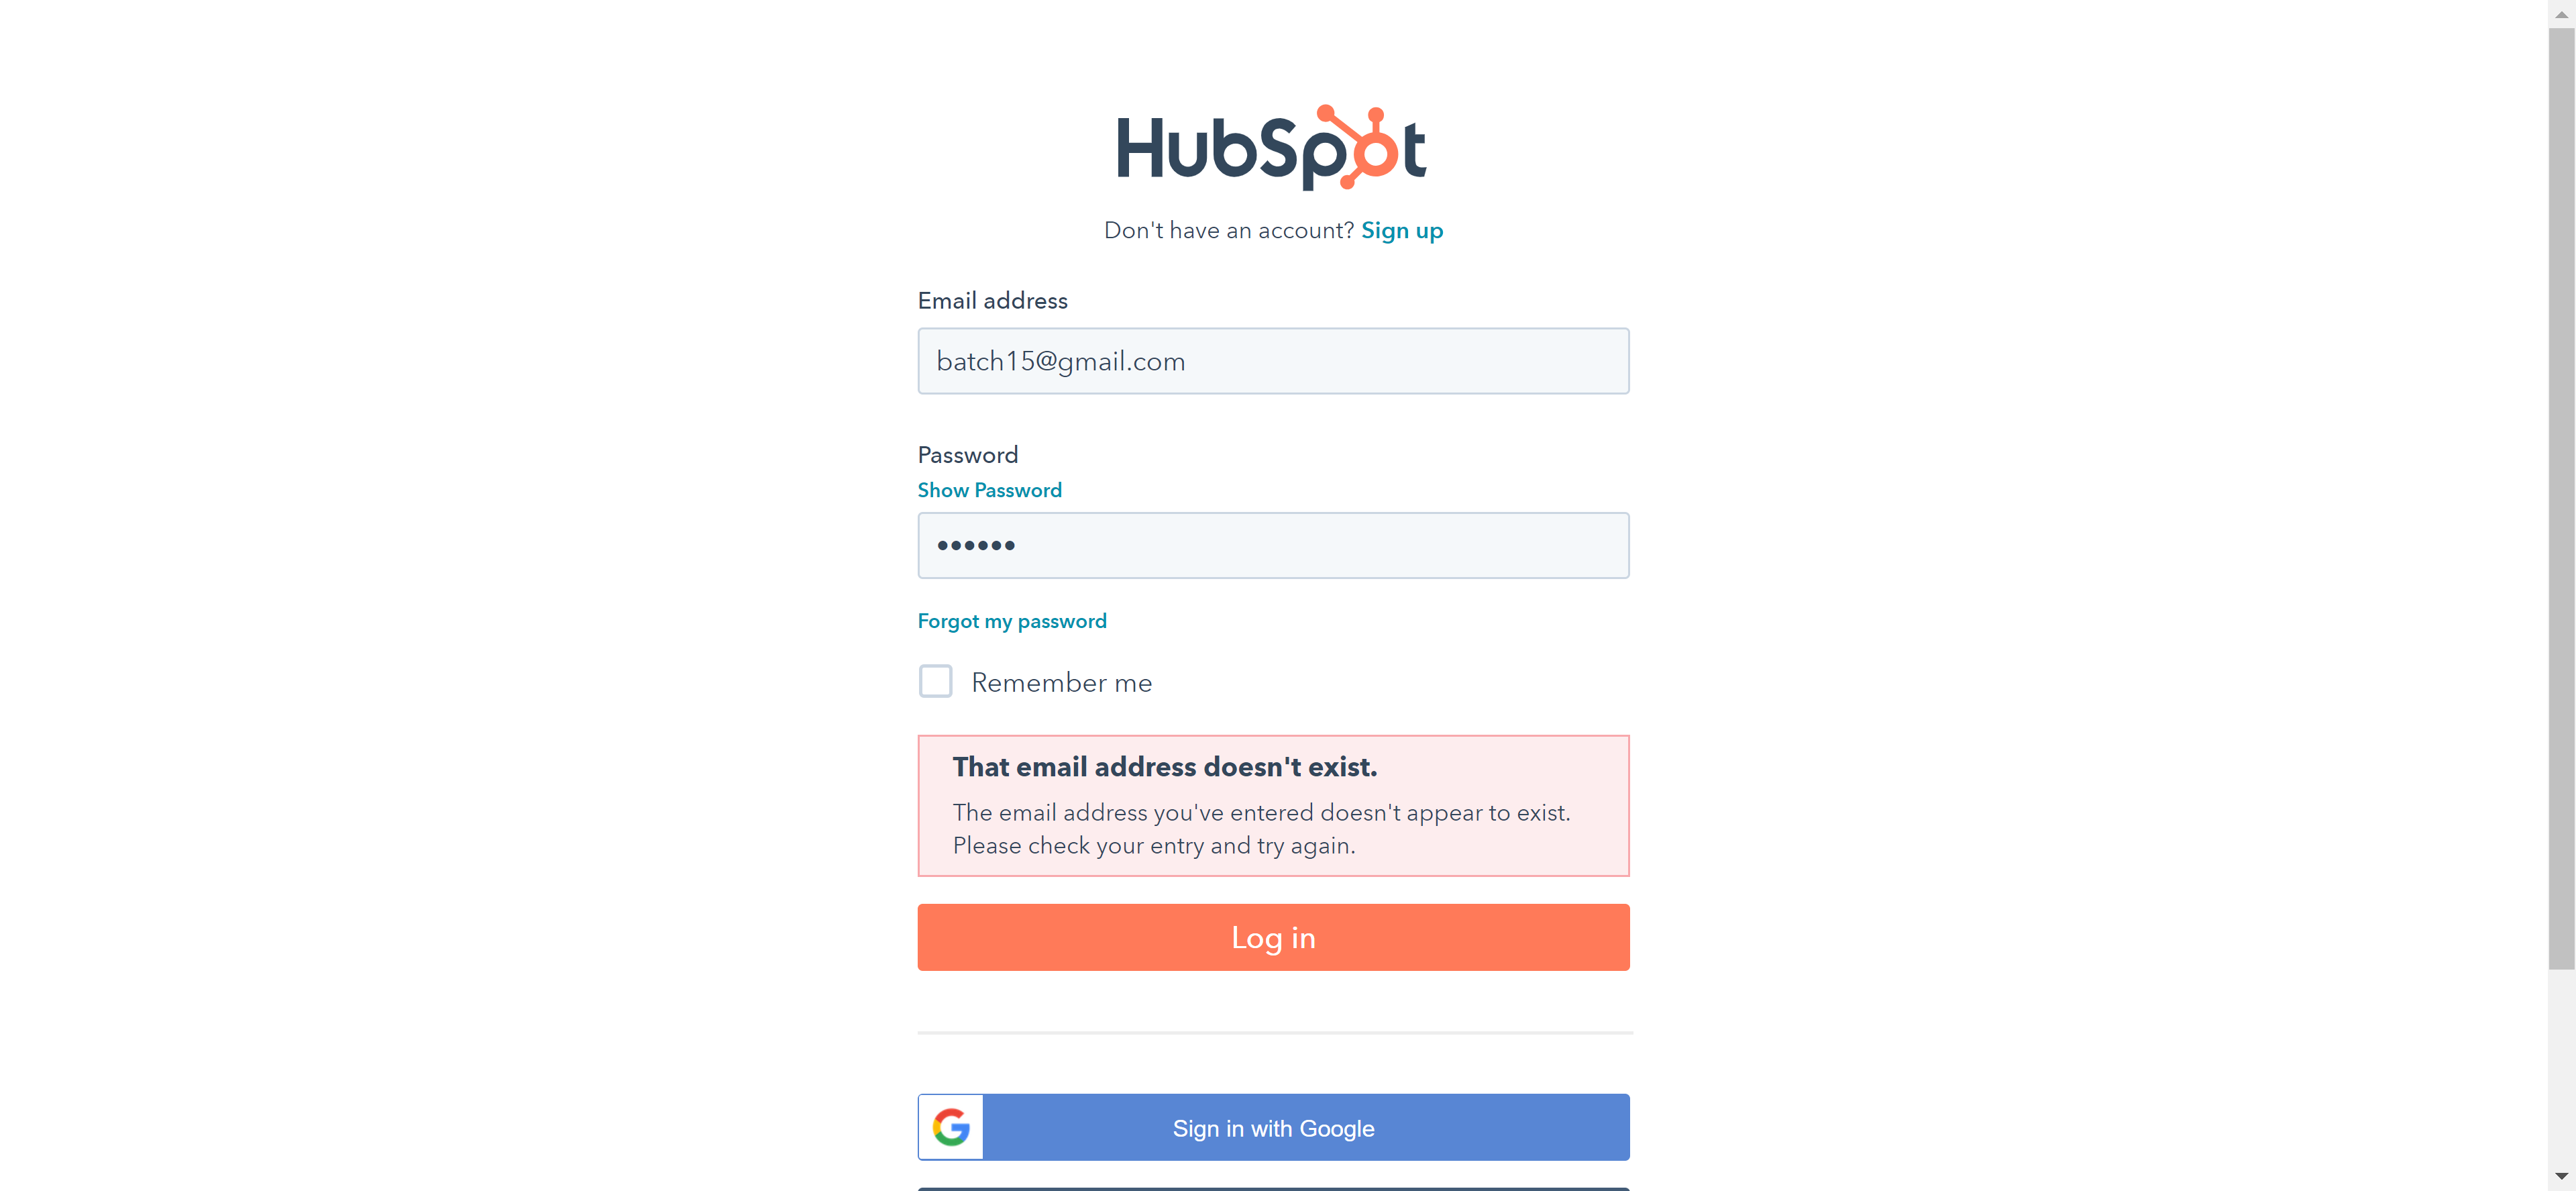 HubSpot
Don't have an account? Sign up
Email address
batch15@gmail.com
Password
Show Password
••••••
Forgot my password
Remember me
That email address doesn't exist.
The email address you've entered doesn't appear to exist.
Please check your entry and try again.
Log in
Sign in with Google